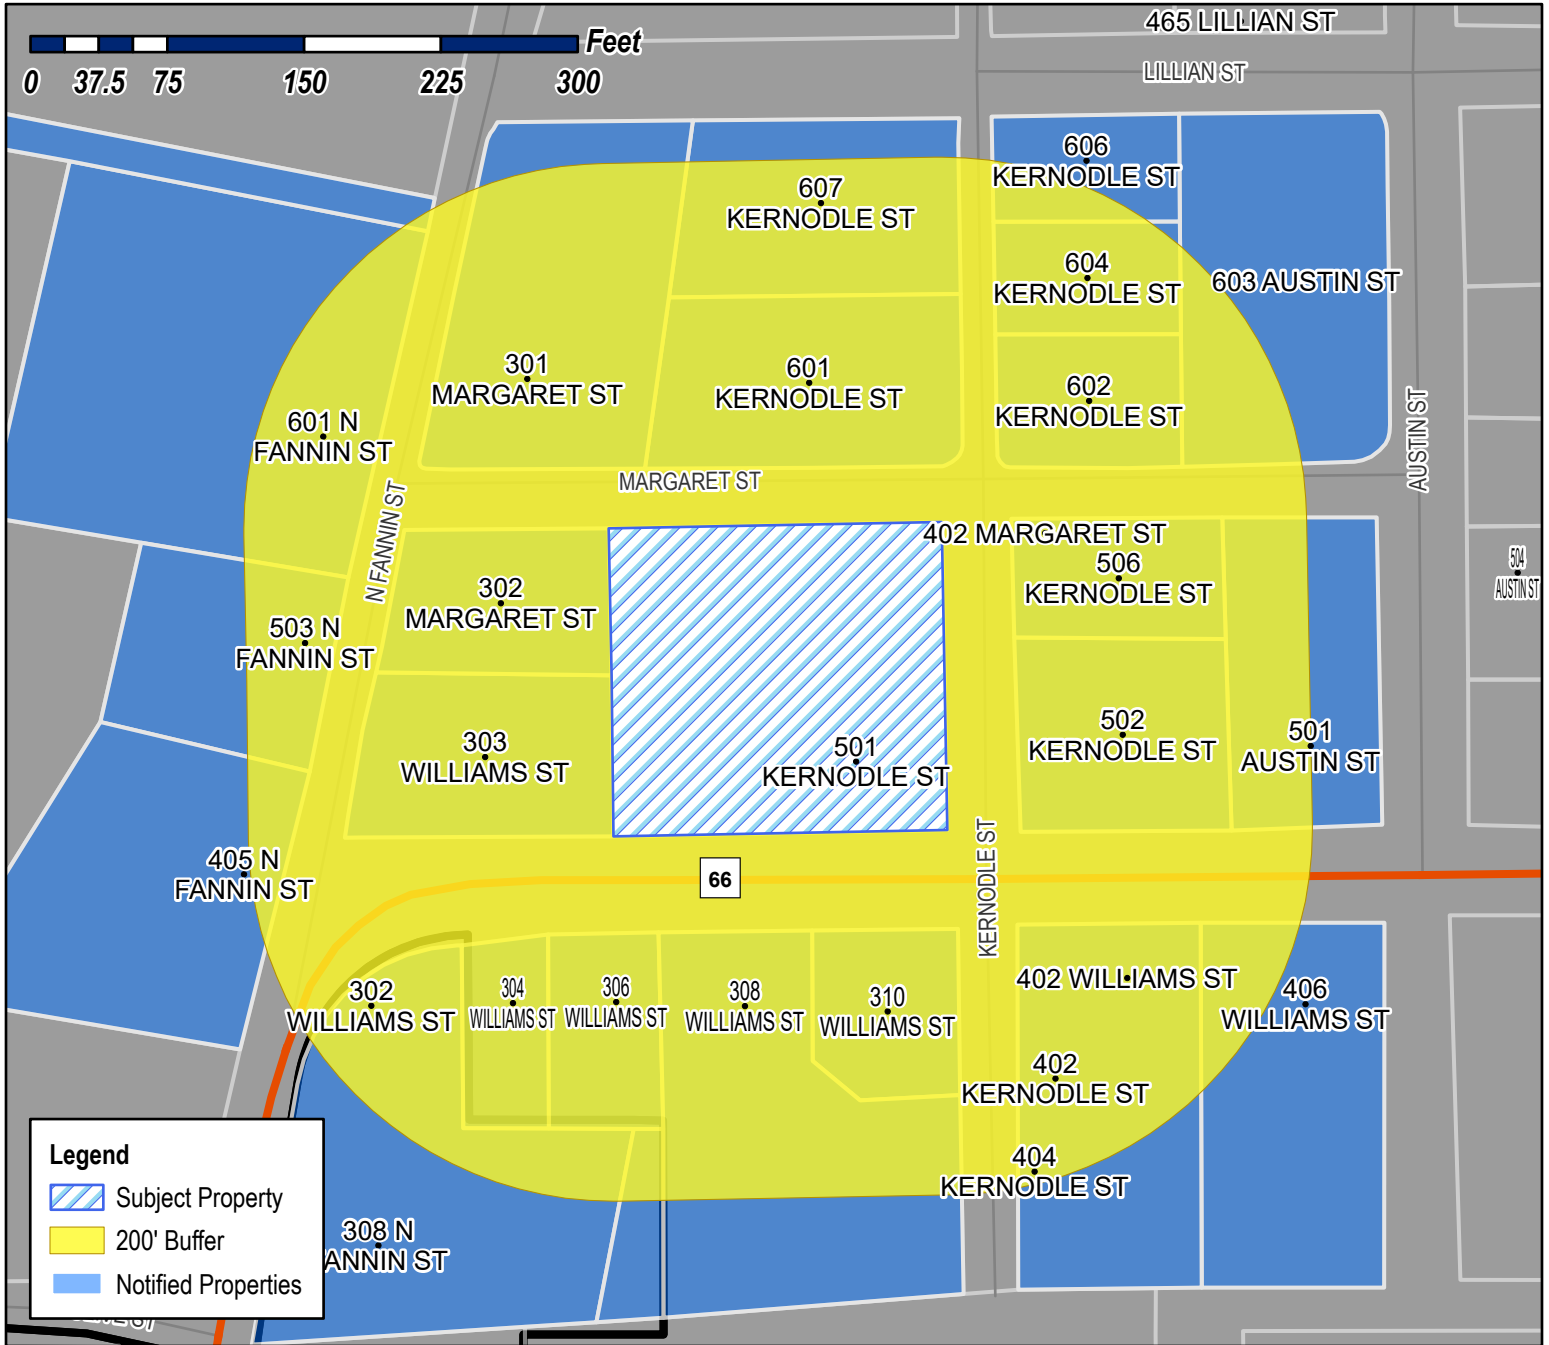 465 LILLIAN ST
Feet
0 37.5 75 150 225 300
LILLIAN ST
606
KERNODLE ST
607
KERNODLE ST
604
KERNODLE ST
603 AUSTIN ST
301
MARGARET ST
601
KERNODLE ST
602
KERNODLE ST
601 N
FANNIN ST
AUSTIN ST
MARGARET ST
N FANNIN ST
402 MARGARET ST
506
KERNODLE ST
504
AUSTIN ST
302
MARGARET ST
503 N
FANNIN ST
502
KERNODLE ST
501
AUSTIN ST
303
WILLIAMS ST
501
KERNODLE ST
405 N
FANNIN ST
66
KERNODLE ST
302
WILLIAMS ST
304
WILLIAMS ST
306
WILLIAMS ST
308
WILLIAMS ST
310
WILLIAMS ST
402 WILLIAMS ST
406
WILLIAMS ST
402
KERNODLE ST
404
KERNODLE ST
308 N
ANNIN ST
Legend
Subject Property
200' Buffer
Notified Properties